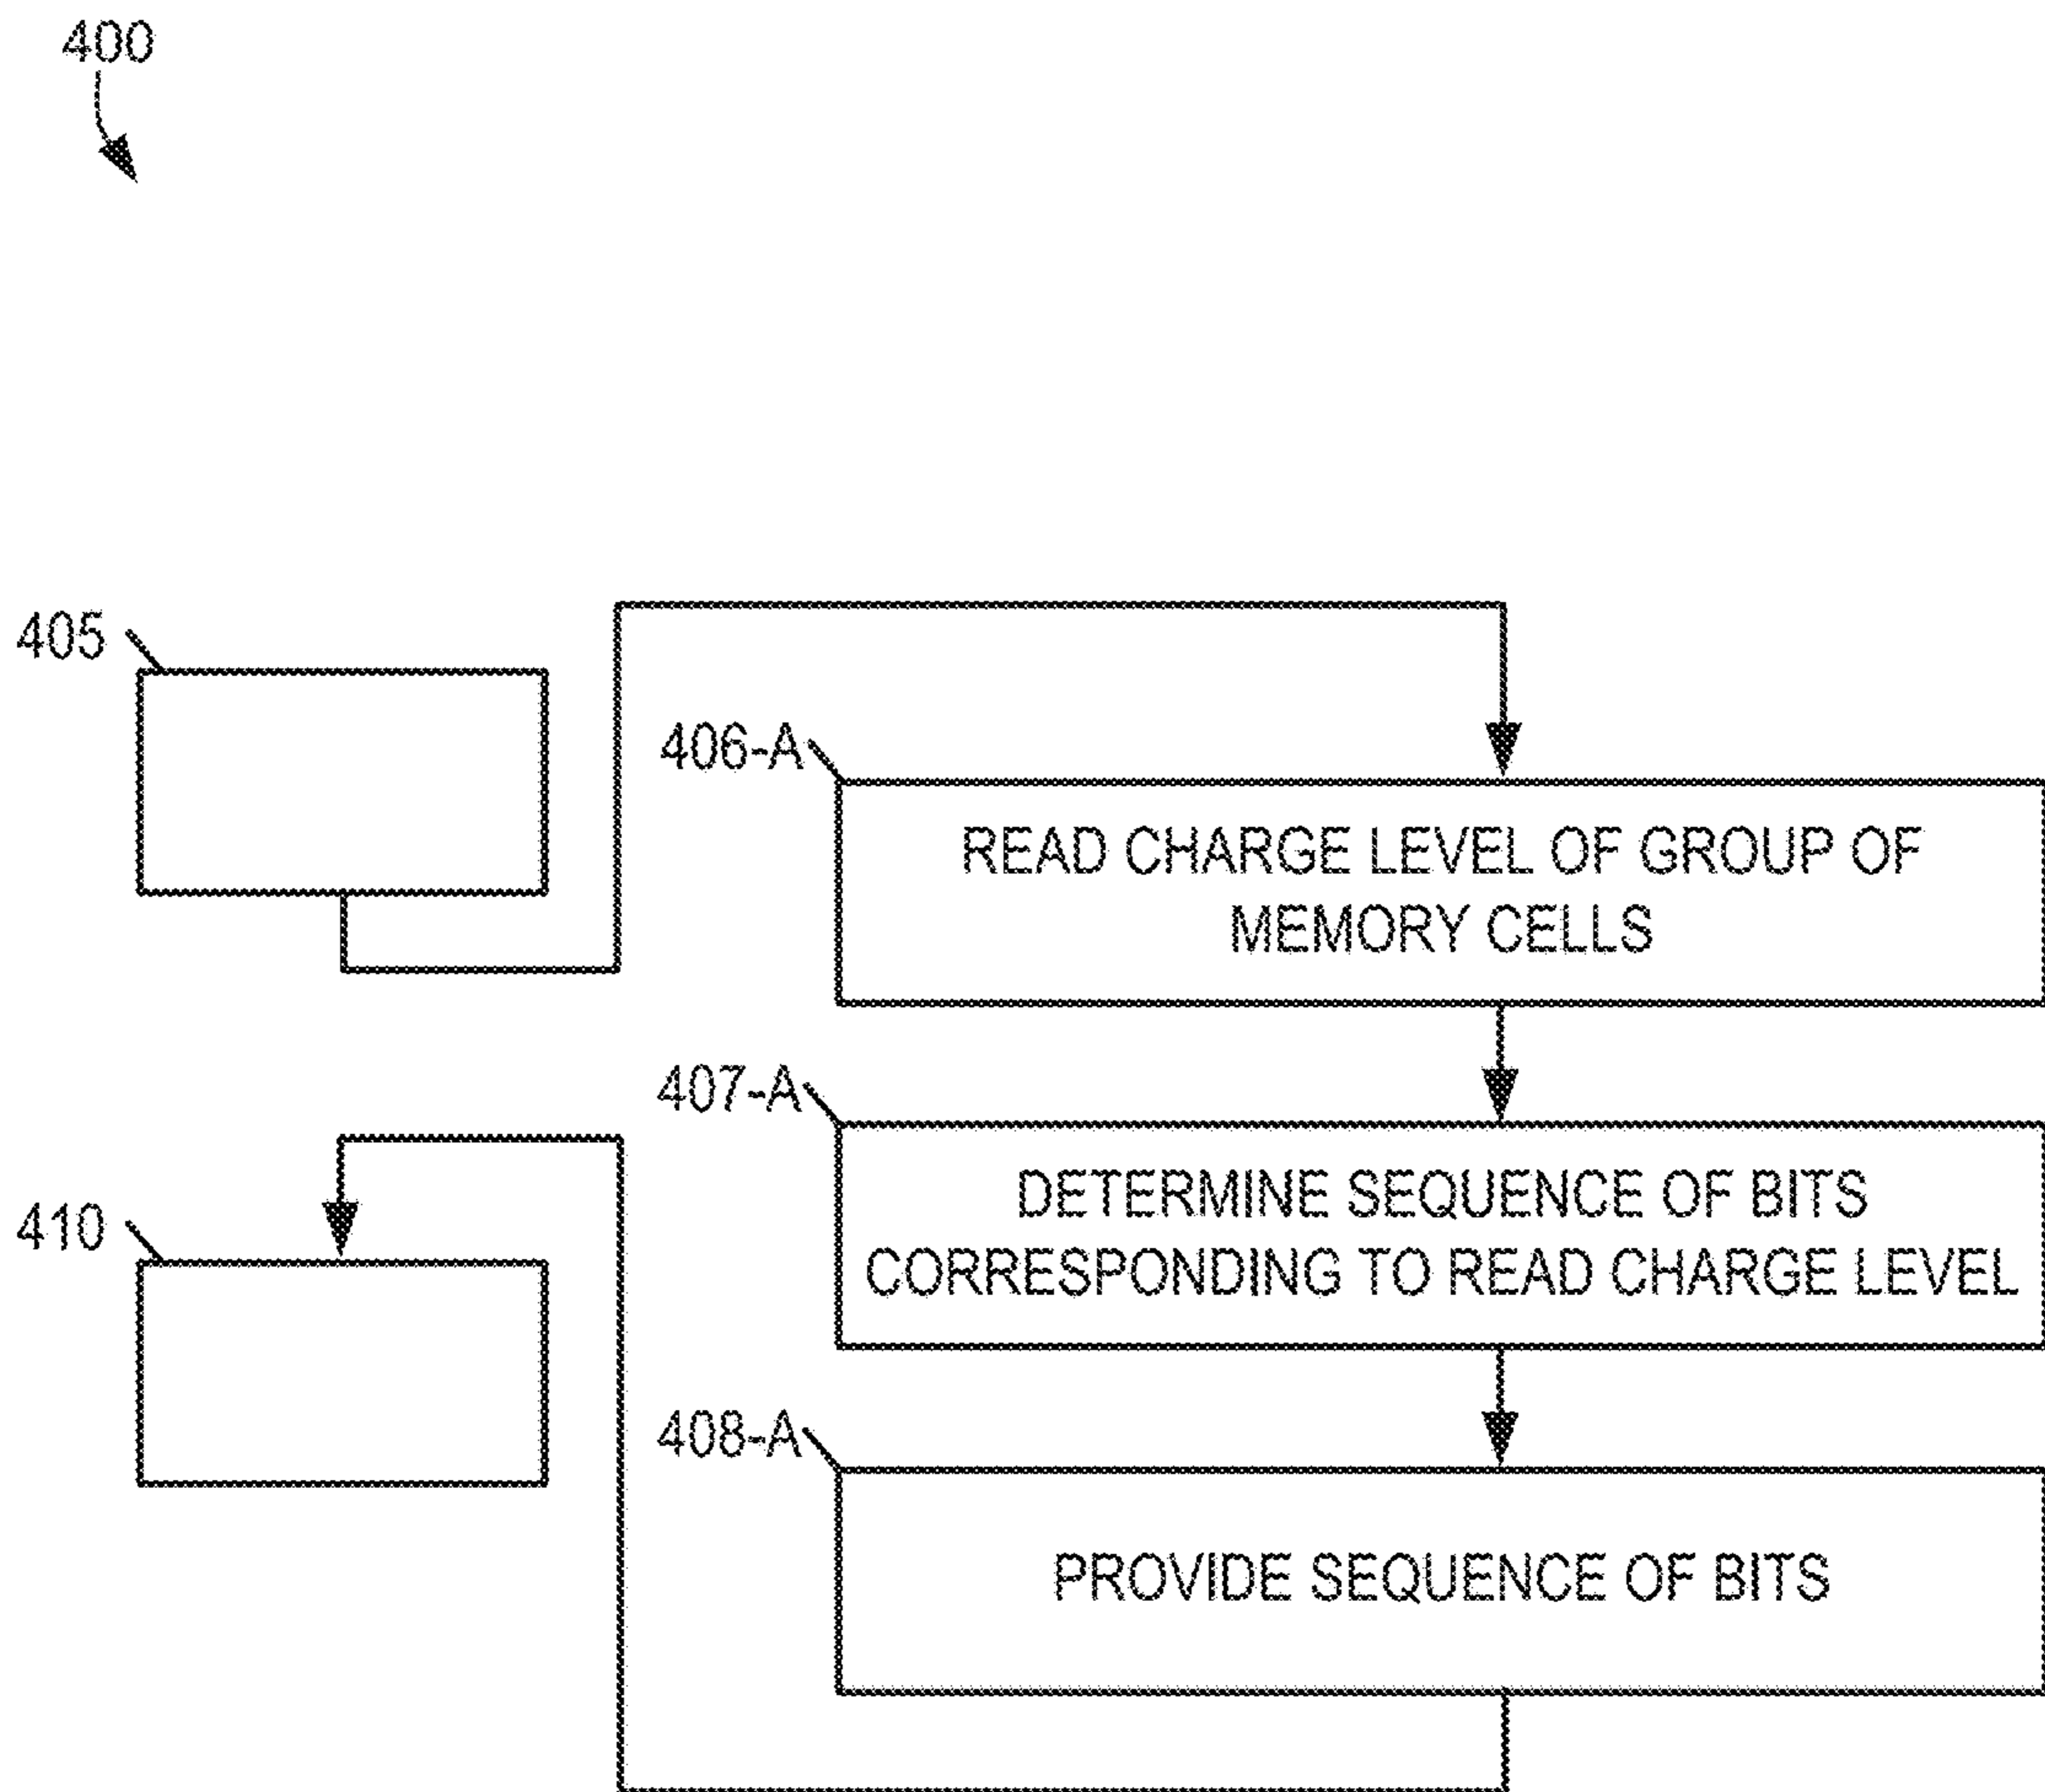 400
405
406-A
READ CHARGE LEVEL OF GROUP OF
MEMORY CELLS
407-A
DETERMINE SEQUENCE OF BITS
CORRESPONDING TO READ CHARGE LEVEL
410
408-A
PROVIDE SEQUENCE OF BITS